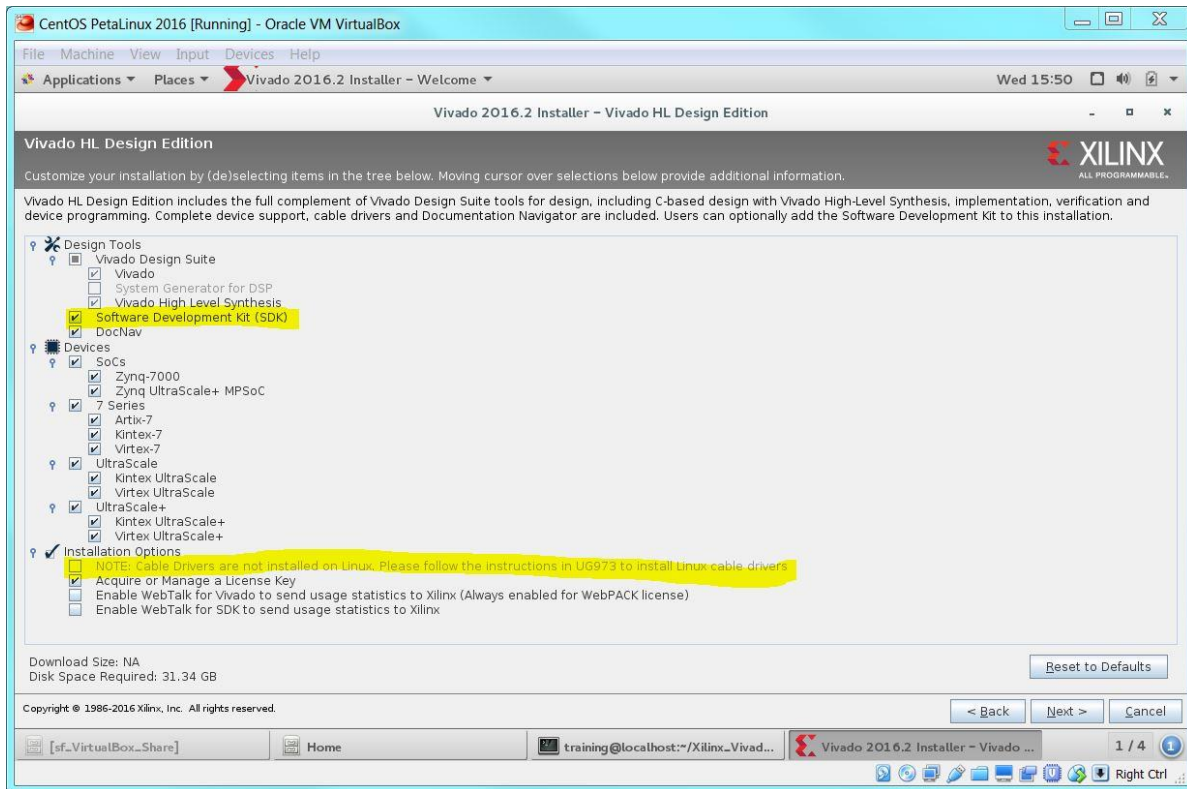 CentOS PetaLinux 2016 [Running] - Oracle VM VirtualBox
File Machine View Input Devices Help
Applications Places Vivado 2016.2 Installer – Welcome Wed 15:50
Vivado 2016.2 Installer – Vivado HL Design Edition
Vivado HL Design Edition
XILINX
ALL PROGRAMMABLE.
Customize your installation by (de)selecting items in the tree below. Moving cursor over selections below provide additional information.
Vivado HL Design Edition includes the full complement of Vivado Design Suite tools for design, including C-based design with Vivado High-Level Synthesis, implementation, verification and
device programming. Complete device support, cable drivers and Documentation Navigator are included. Users can optionally add the Software Development Kit to this installation.
Design Tools
Vivado Design Suite
Vivado
System Generator for DSP
Vivado High Level Synthesis
Software Development Kit (SDK)
DocNav
Devices
SoCs
Zynq-7000
Zynq UltraScale+ MPSoC
7 Series
Artix-7
Kintex-7
Virtex-7
UltraScale
Kintex UltraScale
Virtex UltraScale
UltraScale+
Kintex UltraScale+
Virtex UltraScale+
Installation Options
NOTE: Cable Drivers are not installed on Linux. Please follow the instructions in UG973 to install Linux cable drivers
Acquire or Manage a License Key
Enable WebTalk for Vivado to send usage statistics to Xilinx (Always enabled for WebPACK license)
Enable WebTalk for SDK to send usage statistics to Xilinx
Download Size: NA
Disk Space Required: 31.34 GB
Reset to Defaults
Copyright © 1986-2016 Xilinx, Inc. All rights reserved.
< Back Next > Cancel
[sf_VirtualBox_Share] Home training@localhost:~/Xilinx_Vivad... Vivado 2016.2 Installer – Vivado ... 1 / 4 1
Right Ctrl